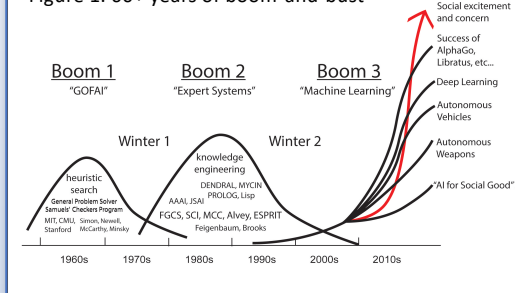 Figure 1: 60+ years of boom-and-bust
Boom 1
"GOFAI"
Boom 2
"Expert Systems"
Boom 3
"Machine Learning"
Winter 1
Winter 2
heuristic
search
General Problem Solver
Samuels' Checkers Program
MIT, CMU,
Stanford
Simon, Newell,
McCarthy, Minsky
knowledge
engineering
DENDRAL, MYCIN
PROLOG, Lisp
AAAI, JSAI
FGCS, SCI, MCC, Alvey, ESPRIT
Feigenbaum, Brooks
Social excitement
and concern
Success of
AlphaGo,
Libratus, etc...
Deep Learning
Autonomous
Vehicles
Autonomous
Weapons
"AI for Social Good"
1960s
1970s
1980s
1990s
2000s
2010s